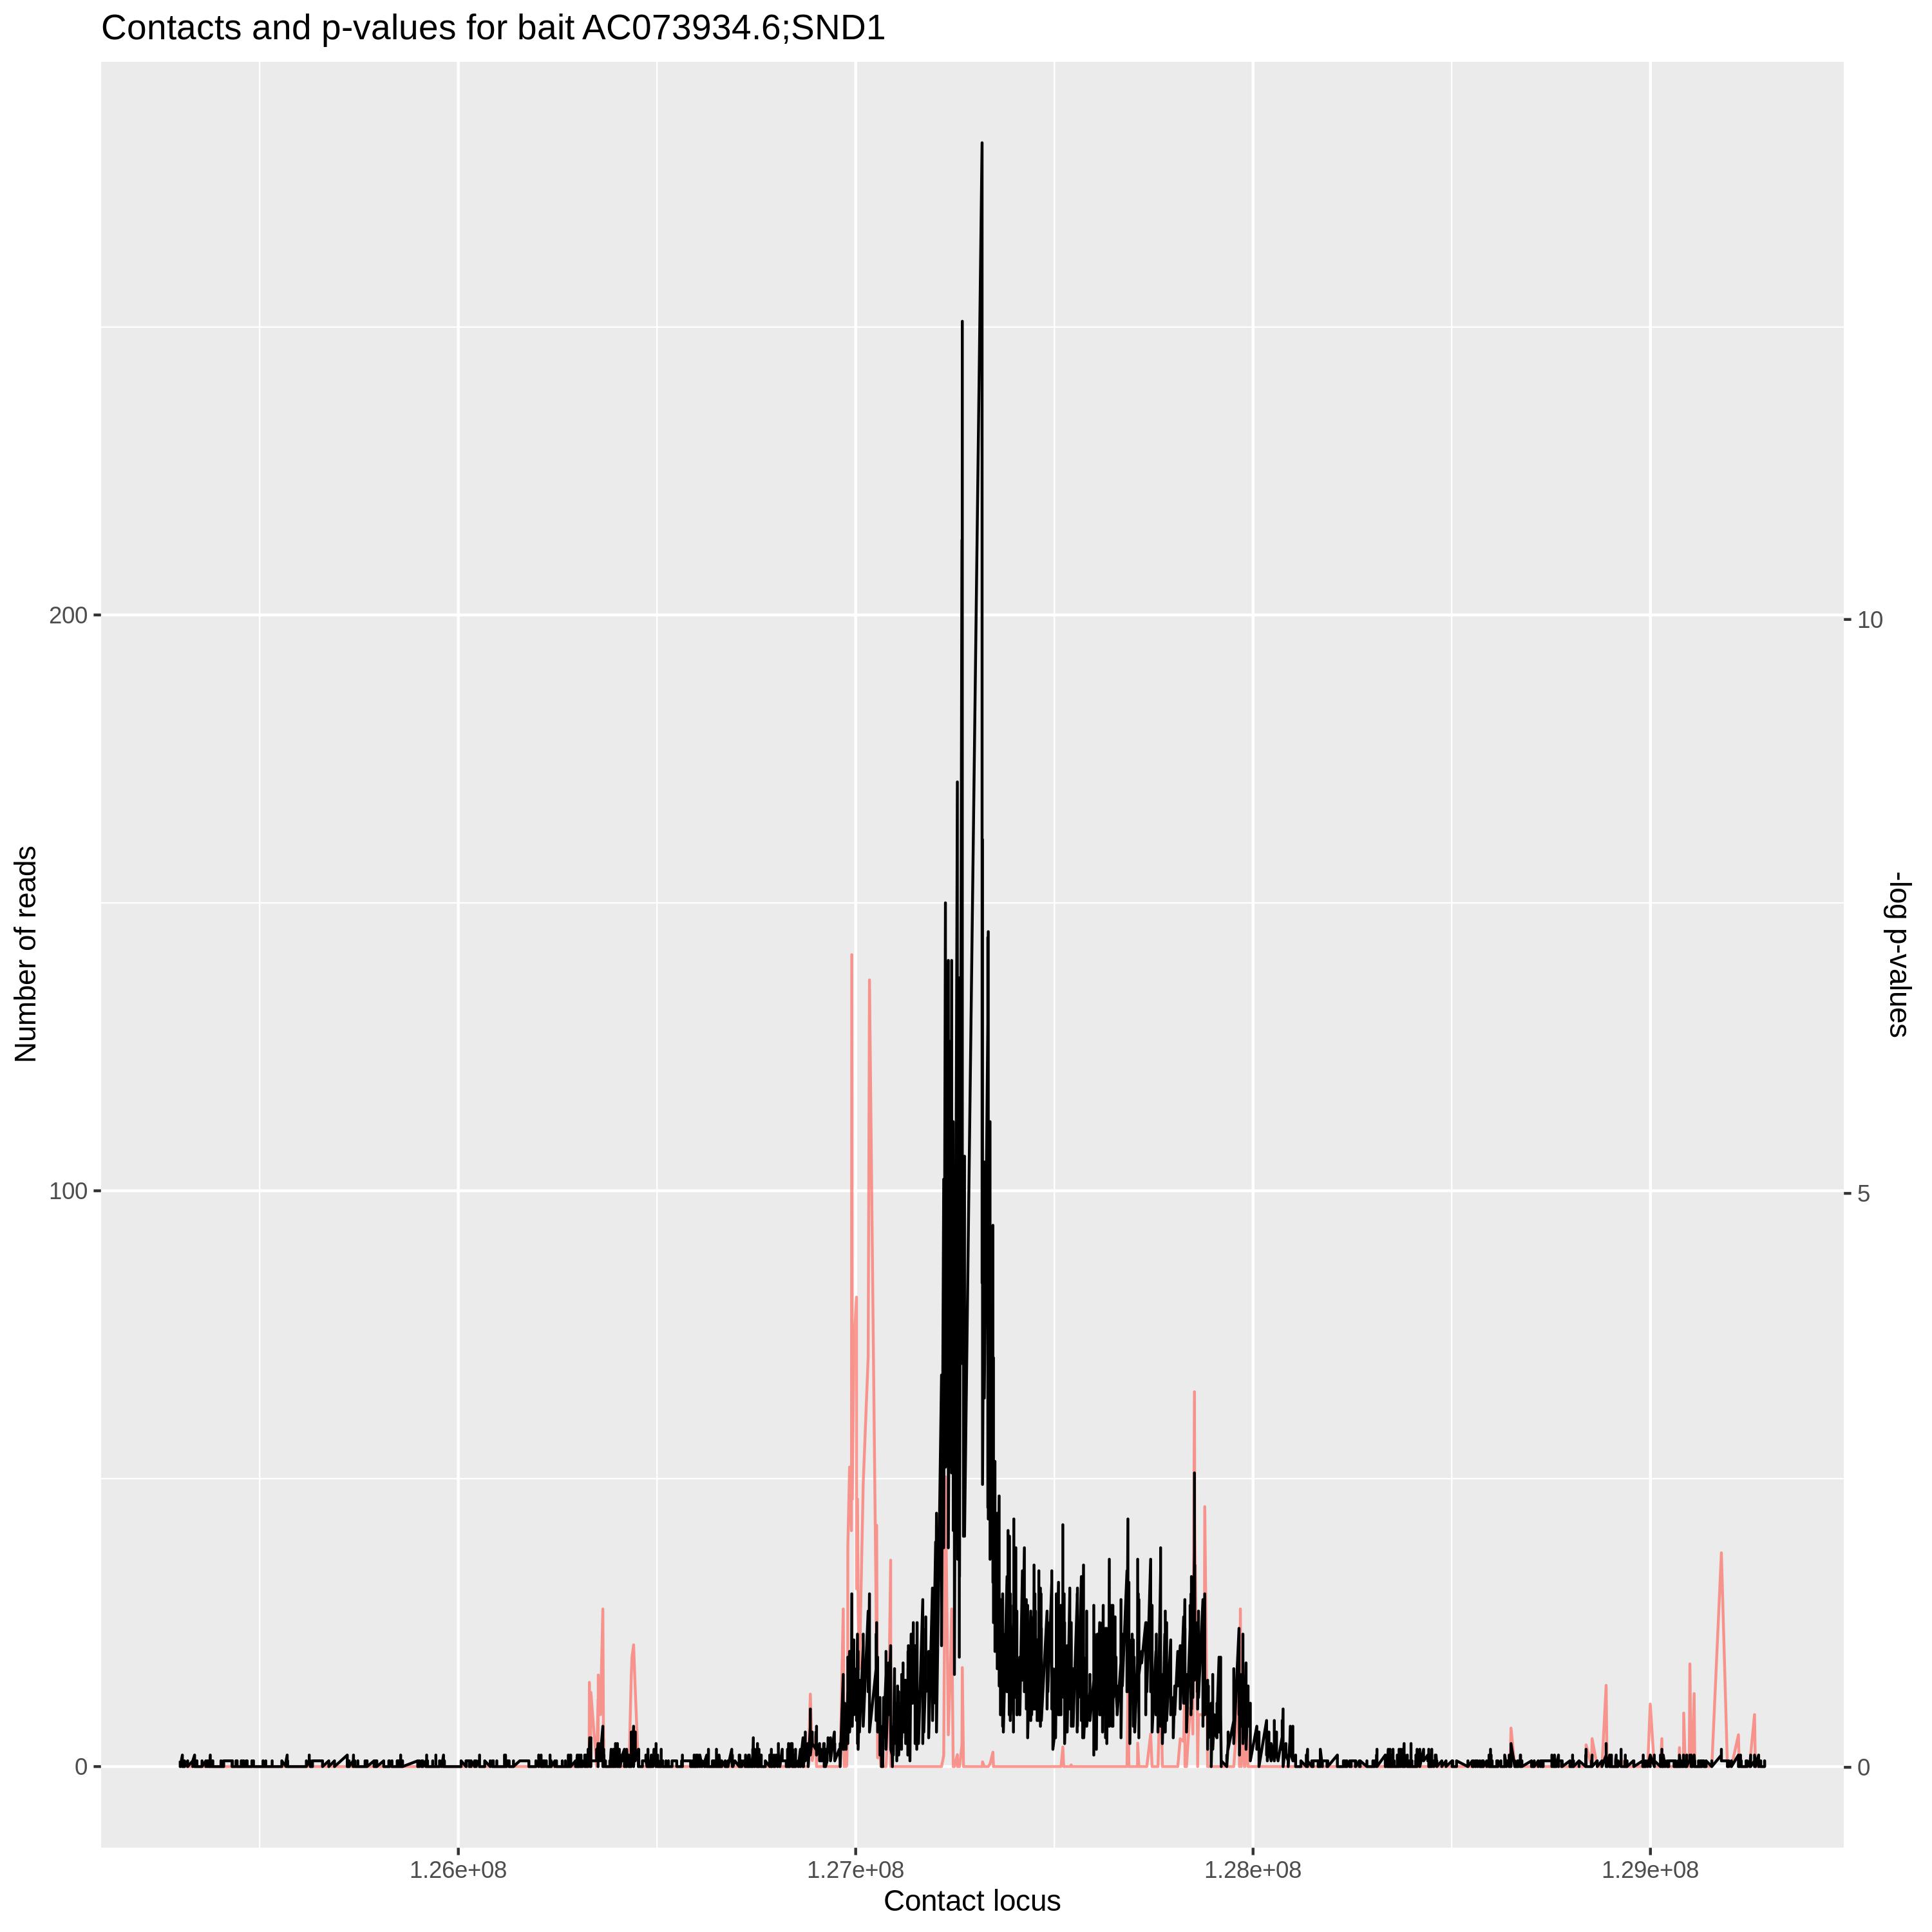 Contacts and p-values for bait AC073934.6;SND1
Number of reads
200
100
0
10
5
0
-log p-values
1.26e+08
1.27e+08
1.28e+08
1.29e+08
Contact locus